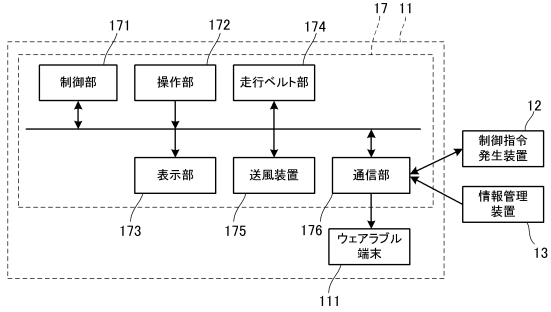 17
11
171
172
174
制御部
操作部
走行ベルト部
12
制御指令
発生装置
表示部
送風装置
通信部
情報管理
装置
173
175
176
ウェアラブル
端末
13
111